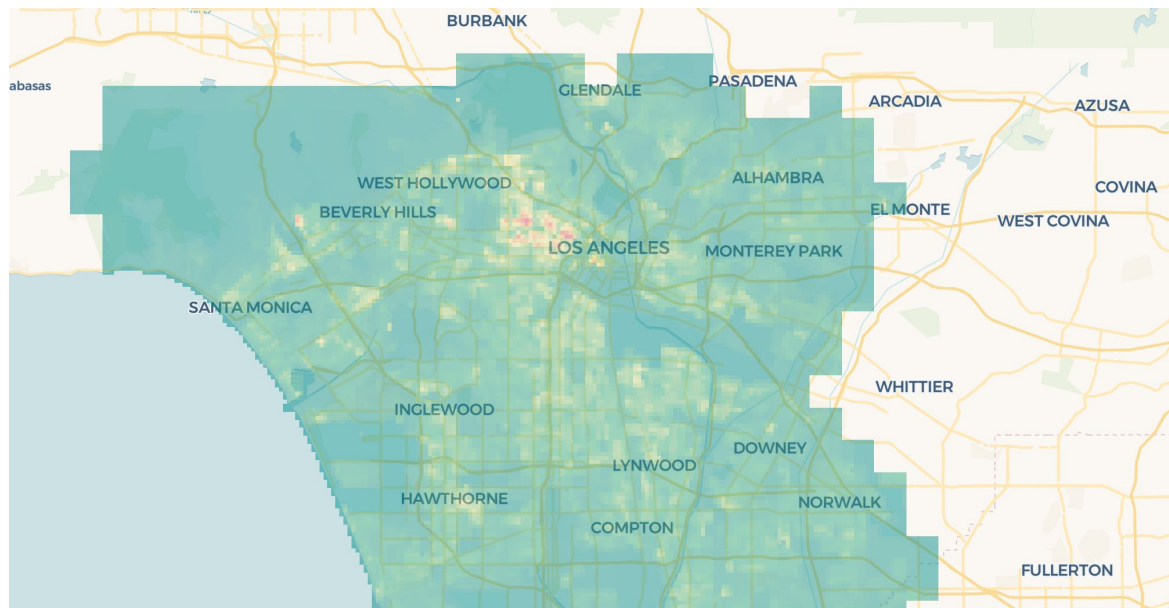 BURBANK
abasas
GLENDALE
PASADENA
ARCADIA
AZUSA
WEST HOLLYWOOD
ALHAMBRA
COVINA
BEVERLY HILLS
EL MONTE
WEST COVINA
LOS ANGELES
MONTEREY PARK
SANTA MONICA
WHITTIER
INGLEWOOD
DOWNEY
LYNWOOD
HAWTHORNE
NORWALK
COMPTON
FULLERTON